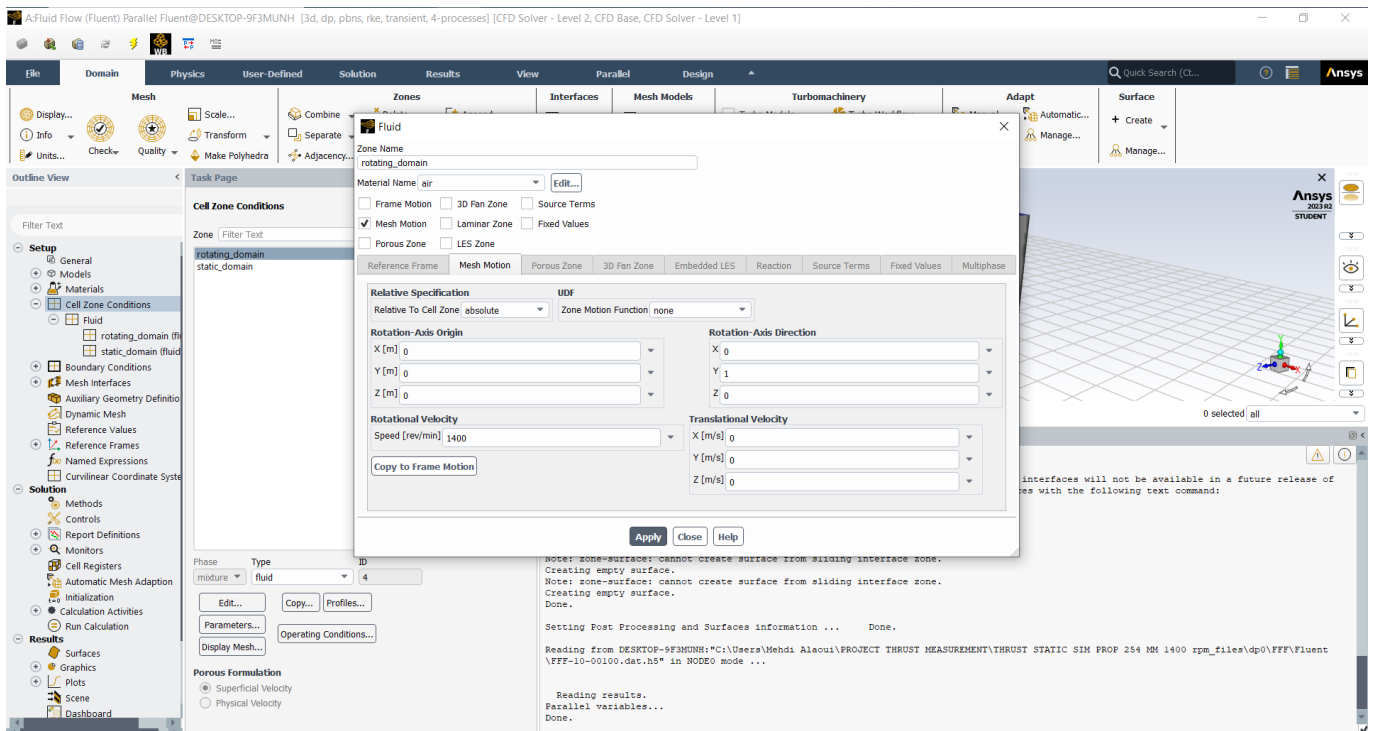 A:Fluid Flow (Fluent) Parallel Fluent@DESKTOP-9F3MUNH [3d, dp, pbns, rke, transient, 4-processes] [CFD Solver - Level 2, CFD Base, CFD Solver - Level 1]
WB
File Domain Physics User-Defined Solution Results View Parallel Design Quick Search (Ct... Ansys
Mesh Zones Interfaces Mesh Models Turbomachinery Adapt Surface
Display... Scale... Combine Automatic... + Create
Info Check Quality Transform Separate Manage...
Units... Make Polyhedra Adjacency... Manage...
Outline View < Task Page
Filter Text
Setup
General
Models
Materials
Cell Zone Conditions
Fluid
rotating_domain (flu
static_domain (fluid
Boundary Conditions
Mesh Interfaces
Auxiliary Geometry Definitio
Dynamic Mesh
Reference Values
Reference Frames
Named Expressions
Curvilinear Coordinate Syste
Solution
Methods
Controls
Report Definitions
Monitors
Cell Registers
Automatic Mesh Adaption
Initialization
Calculation Activities
Run Calculation
Results
Surfaces
Graphics
Plots
Scene
Dashboard
Cell Zone Conditions
Zone Filter Text
rotating_domain
static_domain
Phase Type ID
mixture fluid 4
Edit... Copy... Profiles...
Parameters... Operating Conditions...
Display Mesh...
Porous Formulation
Superficial Velocity
Physical Velocity
Fluid
Zone Name
rotating_domain
Material Name air Edit...
Frame Motion 3D Fan Zone Source Terms
Mesh Motion Laminar Zone Fixed Values
Porous Zone LES Zone
Reference Frame Mesh Motion Porous Zone 3D Fan Zone Embedded LES Reaction Source Terms Fixed Values Multiphase
Relative Specification UDF
Relative To Cell Zone absolute Zone Motion Function none
Rotation-Axis Origin Rotation-Axis Direction
X [m] 0 X 0
Y [m] 0 Y 1
Z [m] 0 Z 0
Rotational Velocity Translational Velocity
Speed [rev/min] 1400 X [m/s] 0
Copy to Frame Motion Y [m/s] 0
Z [m/s] 0
Apply Close Help
Ansys
2023 R2
STUDENT
Y
Z X
0 selected all
interfaces will not be available in a future release of
es with the following text command:
Note: zone-surface: cannot create surface from sliding interface zone.
Creating empty surface.
Note: zone-surface: cannot create surface from sliding interface zone.
Creating empty surface.
Done.
Setting Post Processing and Surfaces information ... Done.
Reading from DESKTOP-9F3MUNH:"C:\Users\Mehdi Alaoui\PROJECT THRUST MEASUREMENT\THRUST STATIC SIM PROP 254 MM 1400 rpm_files\dp0\FFF\Fluent
\FFF-10-00100.dat.h5" in NODE0 mode ...
Reading results.
Parallel variables...
Done.